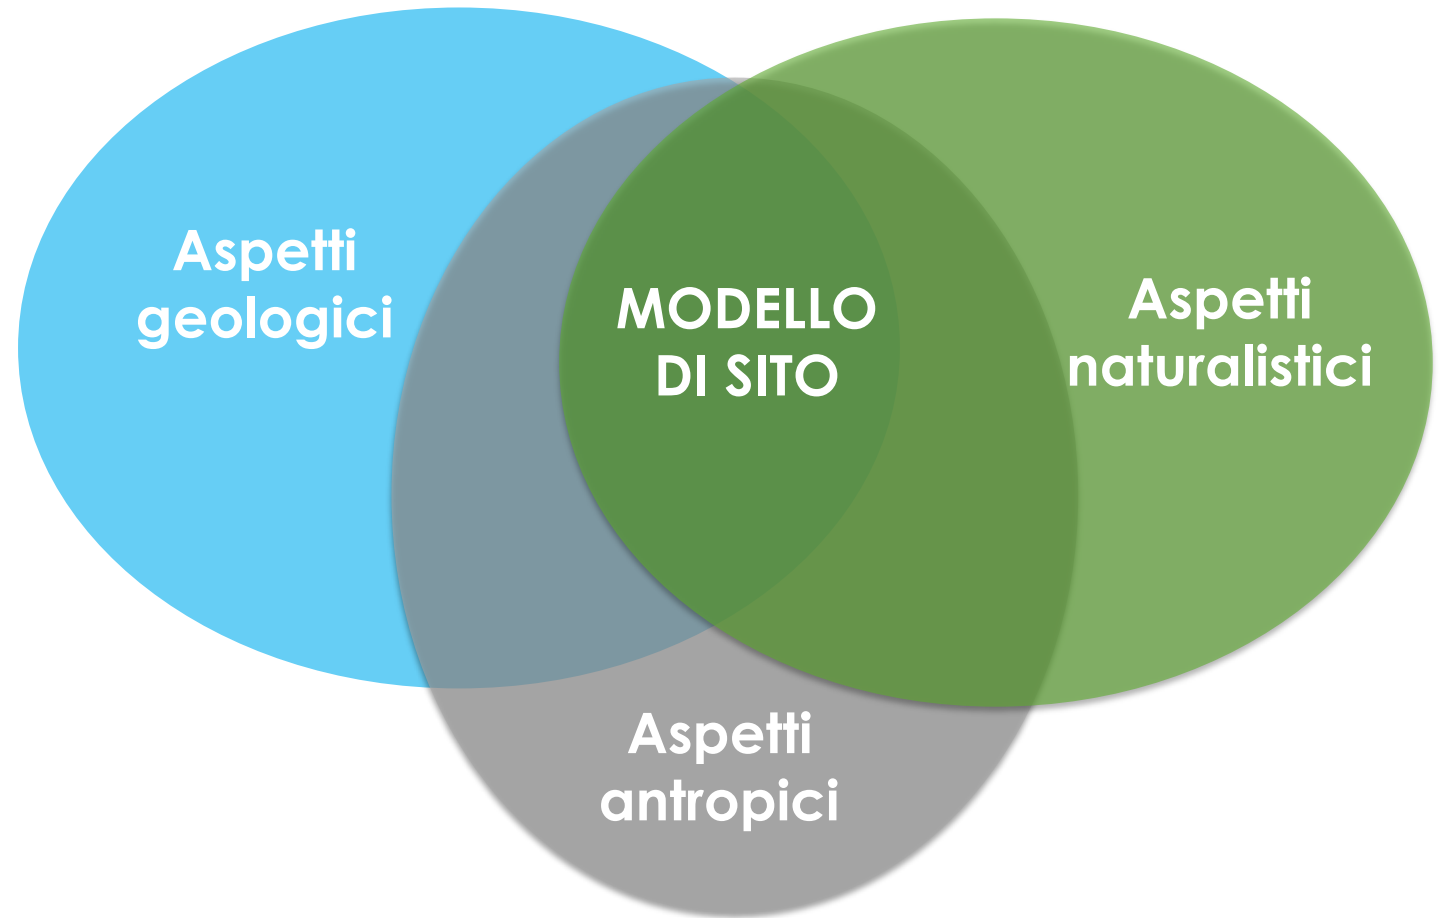 Aspetti
geologici
MODELLO
DI SITO
Aspetti
naturalistici
Aspetti
antropici